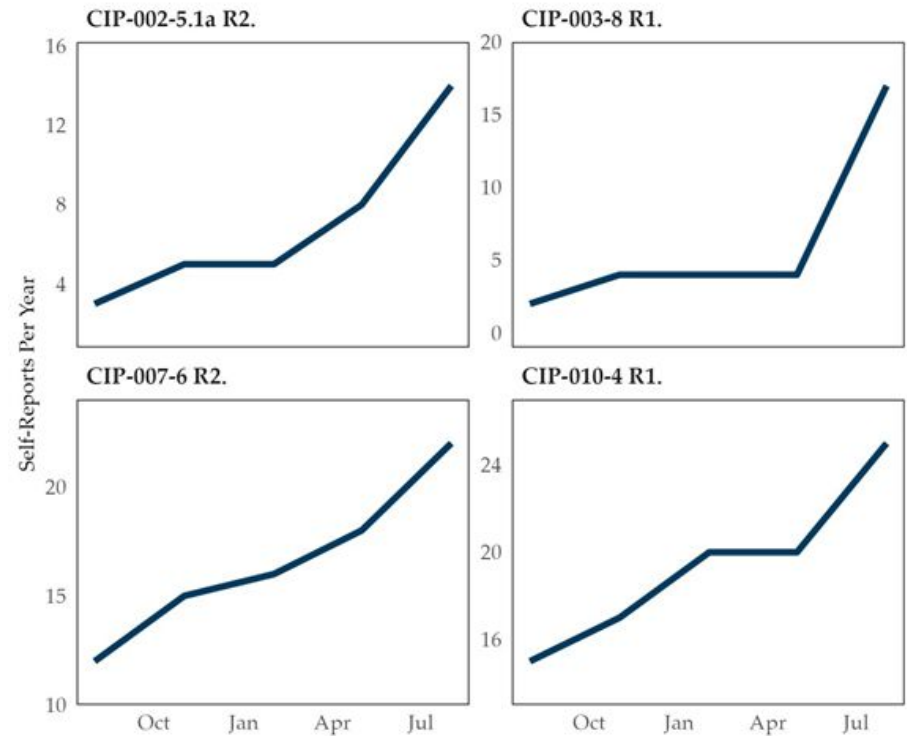 CIP-002-5.1a R2.
CIP-003-8 R1.
16
12
8
4
20
15
10
5
0
Self-Reports Per Year
CIP-007-6 R2.
CIP-010-4 R1.
20
15
10
24
20
16
Oct Jan Apr Jul
Oct Jan Apr Jul